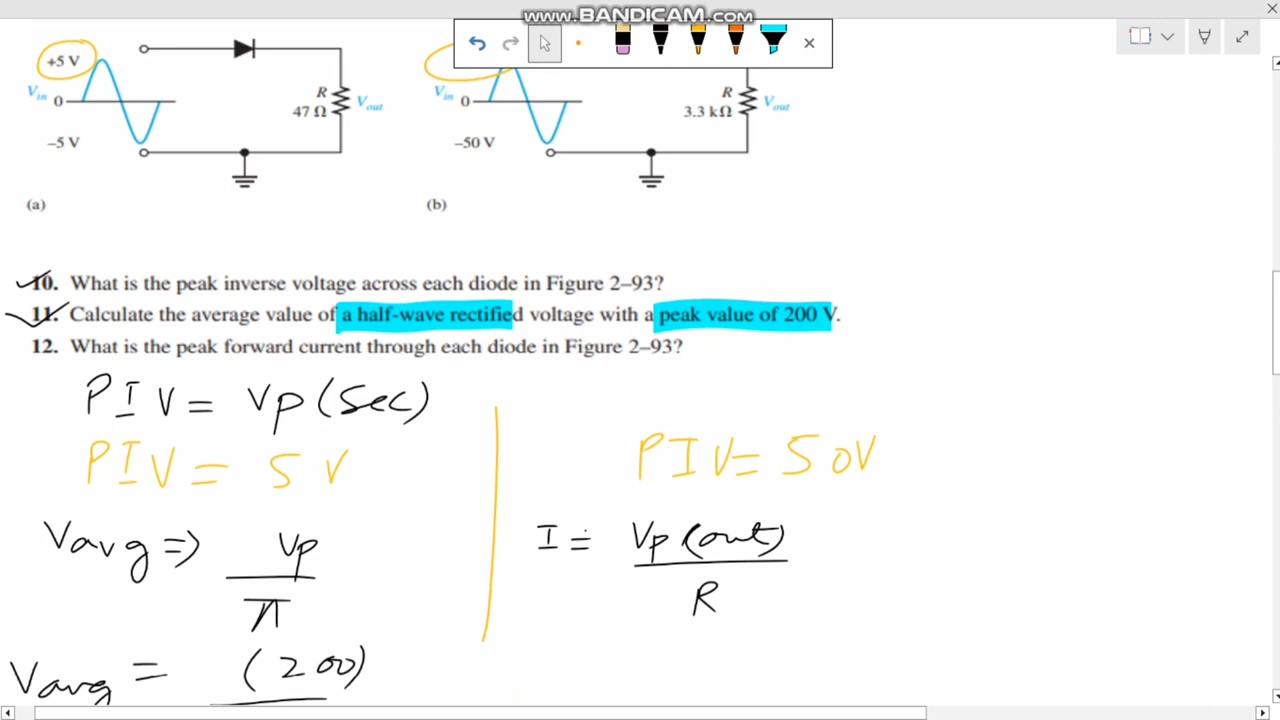 www.BANDICAM.com
+5 V
Vin 0
–5 V
R
47 Ω
Vout
(a)
Vin 0
–50 V
R
3.3 kΩ
Vout
(b)
10. What is the peak inverse voltage across each diode in Figure 2–93?
11. Calculate the average value of a half-wave rectified voltage with a peak value of 200 V.
12. What is the peak forward current through each diode in Figure 2–93?
PIV = Vp(Sec)
PIV = 5 V
PIV = 50V
Vavg => Vp
π
I = Vp(out)
R
Vavg = (200)